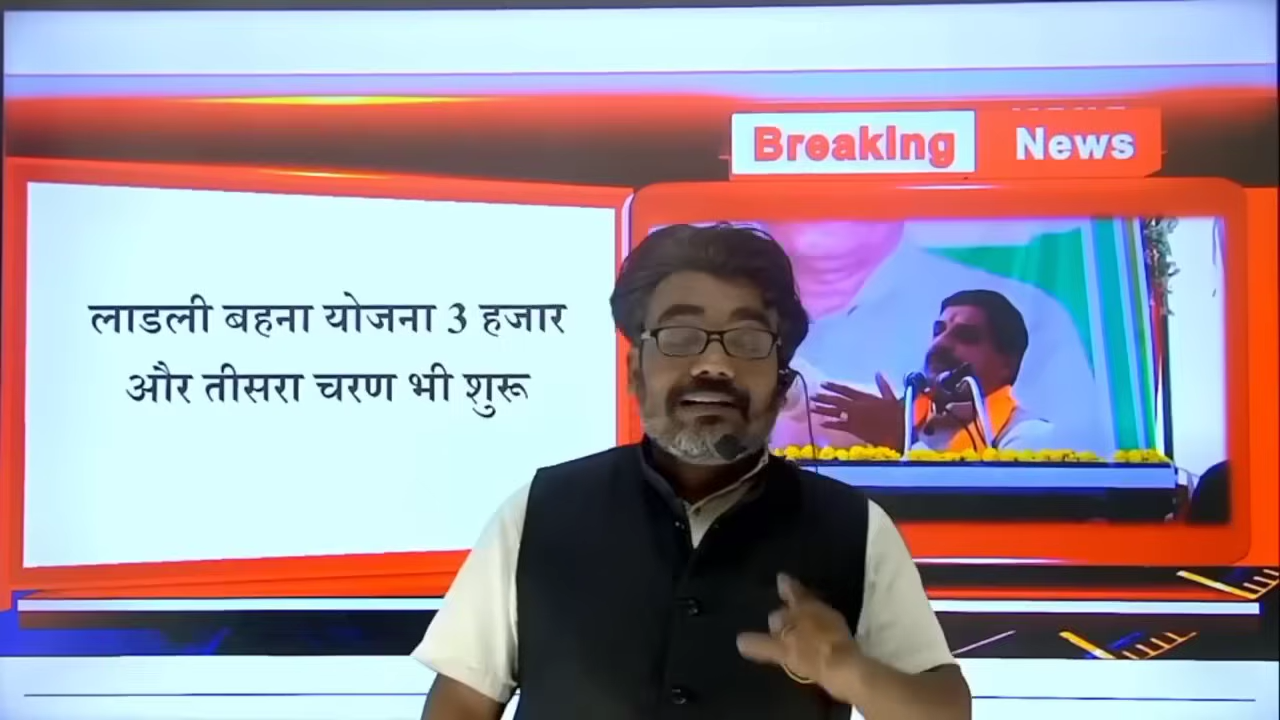 Breaking News
लाडली बहना योजना 3 हजार
और तीसरा चरण भी शुरू